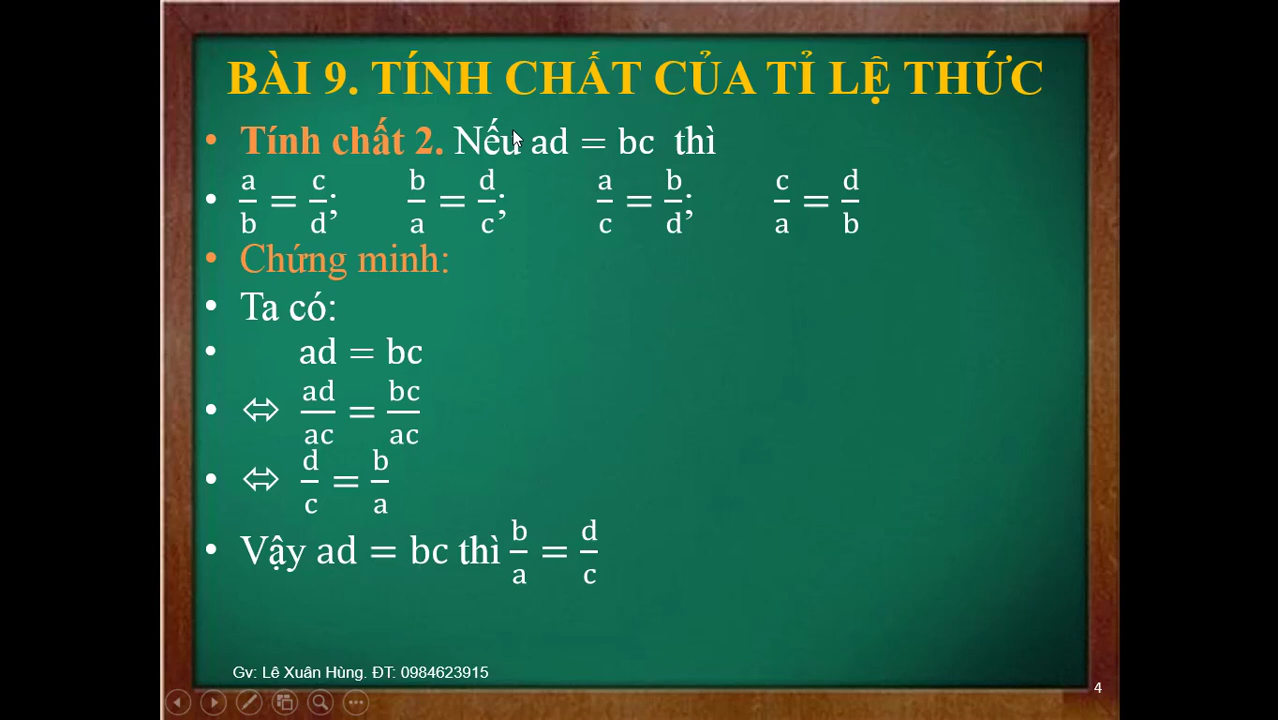 BÀI 9. TÍNH CHẤT CỦA TỈ LỆ THỨC
• Tính chất 2. Nếu ad = bc thì
• a/b = c/d; b/a = d/c; a/c = b/d; c/a = d/b
• Chứng minh:
• Ta có:
• ad = bc
• ⇔ ad/ac = bc/ac
• ⇔ d/c = b/a
• Vậy ad = bc thì b/a = d/c
Gv: Lê Xuân Hùng. ĐT: 0984623915
4